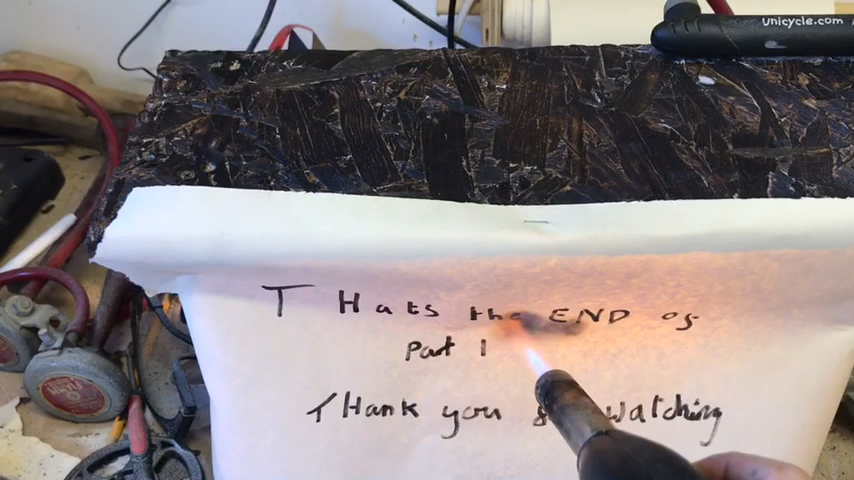 Unicycle.com
THats the END of
Part 1
THank you watching